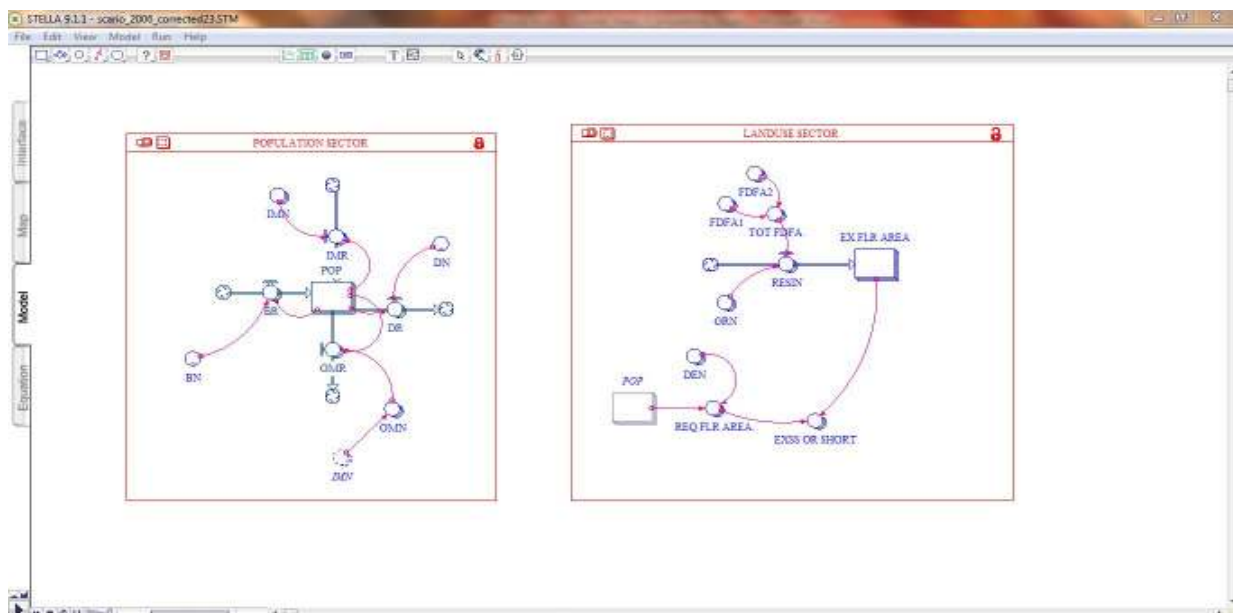 STELLA 9.1.1 - scario_2006_corrected23.STM
File Edit View Model Run Help
Interface
Map
Model
Equation
POPULATION SECTOR
IMN
IMR
POP
DN
BR
DR
BN
OMR
OMN
IMN
LANDUSE SECTOR
FDFA2
FDFA1
TOT FDFA
EX FLR AREA
RESIN
ORN
DEN
POP
REQ FLR AREA
EXSS OR SHORT